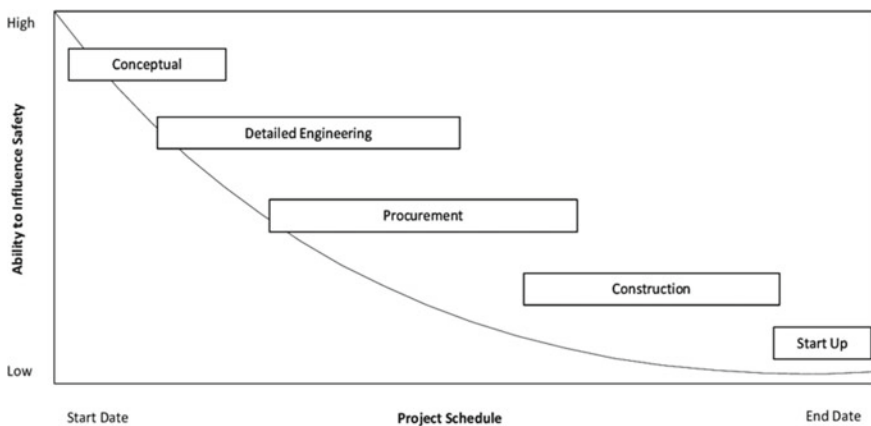 High
Conceptual
Detailed Engineering
Ability to Influence Safety
Procurement
Construction
Start Up
Low
Start Date
Project Schedule
End Date